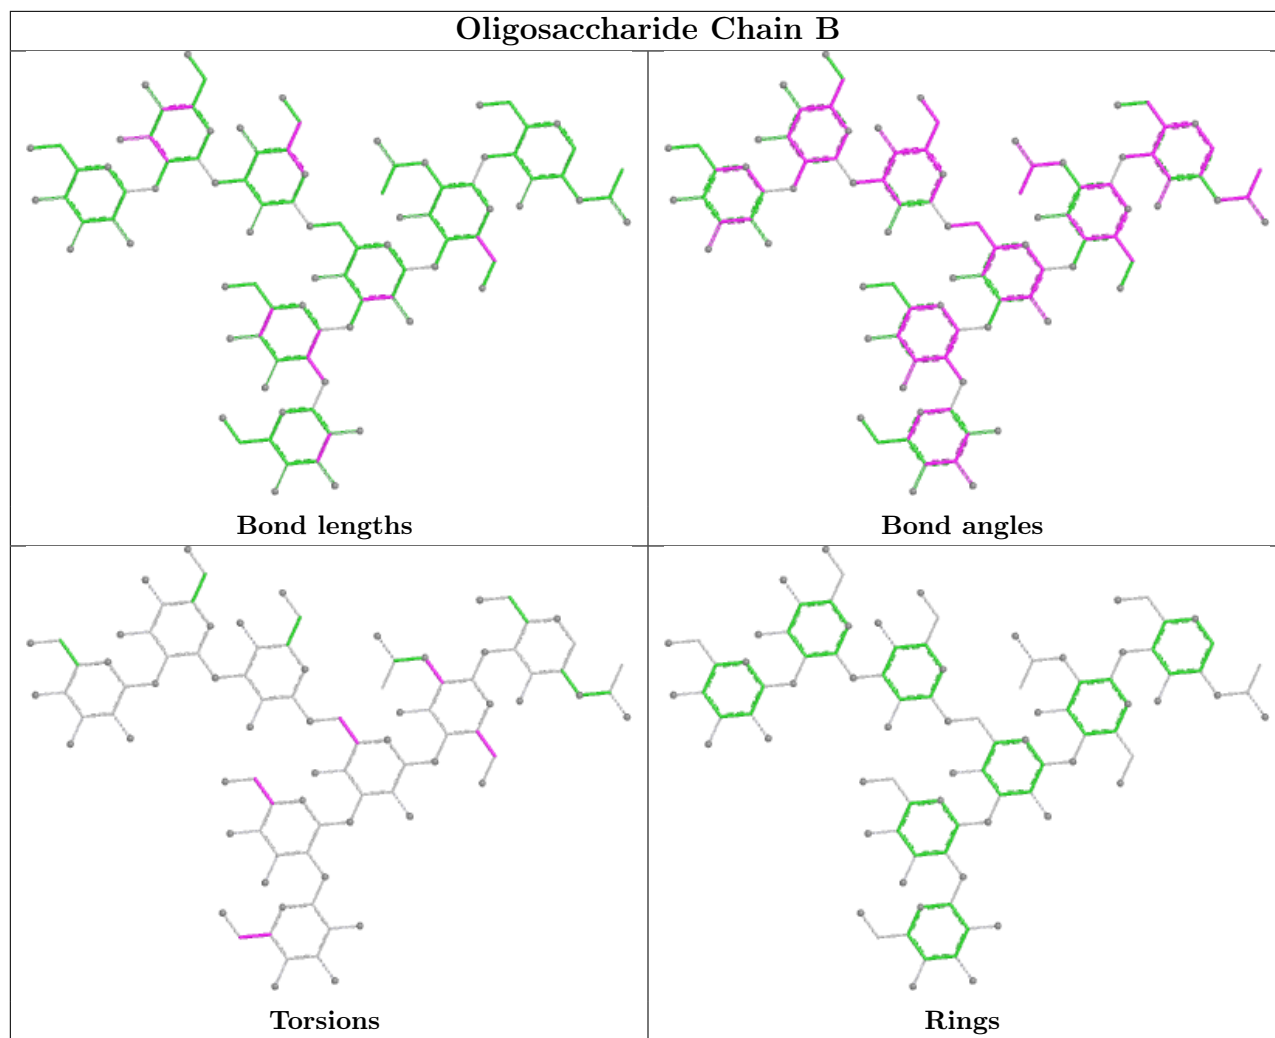 Oligosaccharide Chain B
Bond lengths
Bond angles
Torsions
Rings